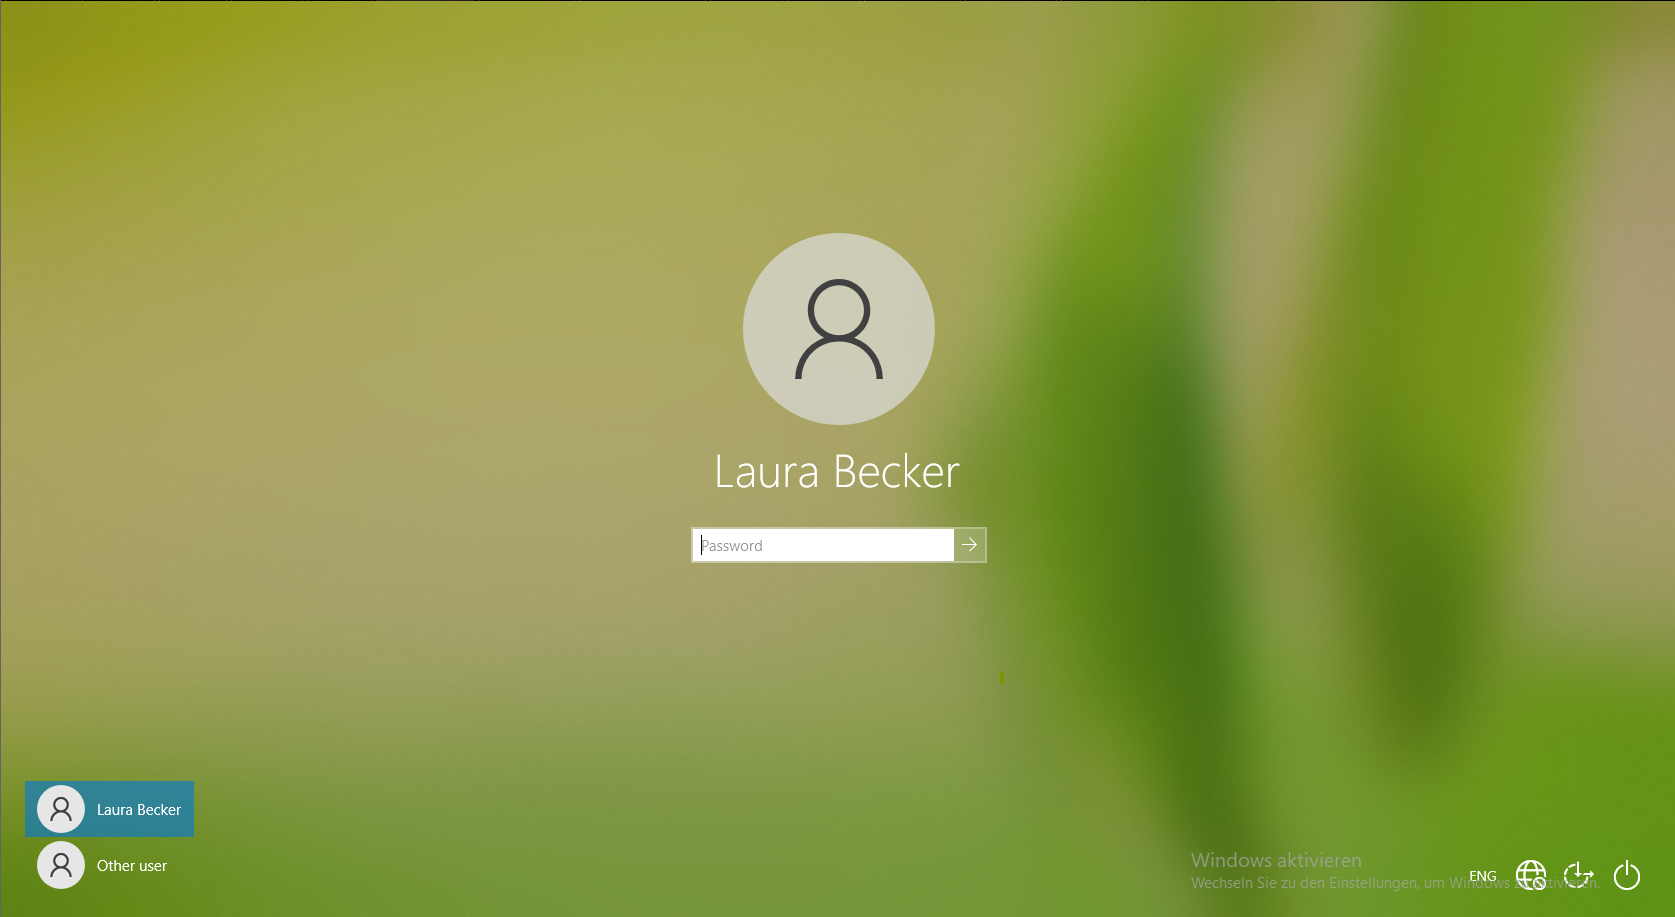 Laura Becker
Password
Laura Becker
Other user
Windows aktivieren
Wechseln Sie zu den Einstellungen, um Windows zu aktivieren.
ENG